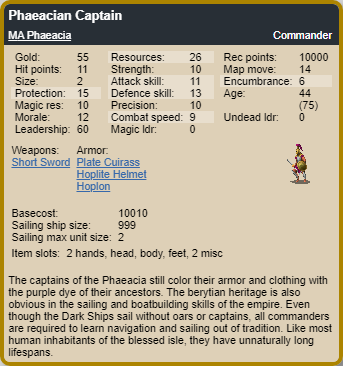 Phaeacian Captain
MA Phaeacia Commander
Gold: 55 Resources: 26 Rec points: 10000
Hit points: 11 Strength: 10 Map move: 14
Size: 2 Attack skill: 11 Encumbrance: 6
Protection: 15 Defence skill: 13 Age: 44
Magic res: 10 Precision: 10 (75)
Morale: 12 Combat speed: 9 Undead ldr: 0
Leadership: 60 Magic ldr: 0
Weapons: Armor:
Short Sword Plate Cuirass
Hoplite Helmet
Hoplon
Basecost: 10010
Sailing ship size: 999
Sailing max unit size: 2
Item slots: 2 hands, head, body, feet, 2 misc
The captains of the Phaeacia still color their armor and clothing with
the purple dye of their ancestors. The berytian heritage is also
obvious in the sailing and boatbuilding skills of the empire. Even
though the Dark Ships sail without oars or captains, all commanders
are required to learn navigation and sailing out of tradition. Like most
human inhabitants of the blessed isle, they have unnaturally long
lifespans.